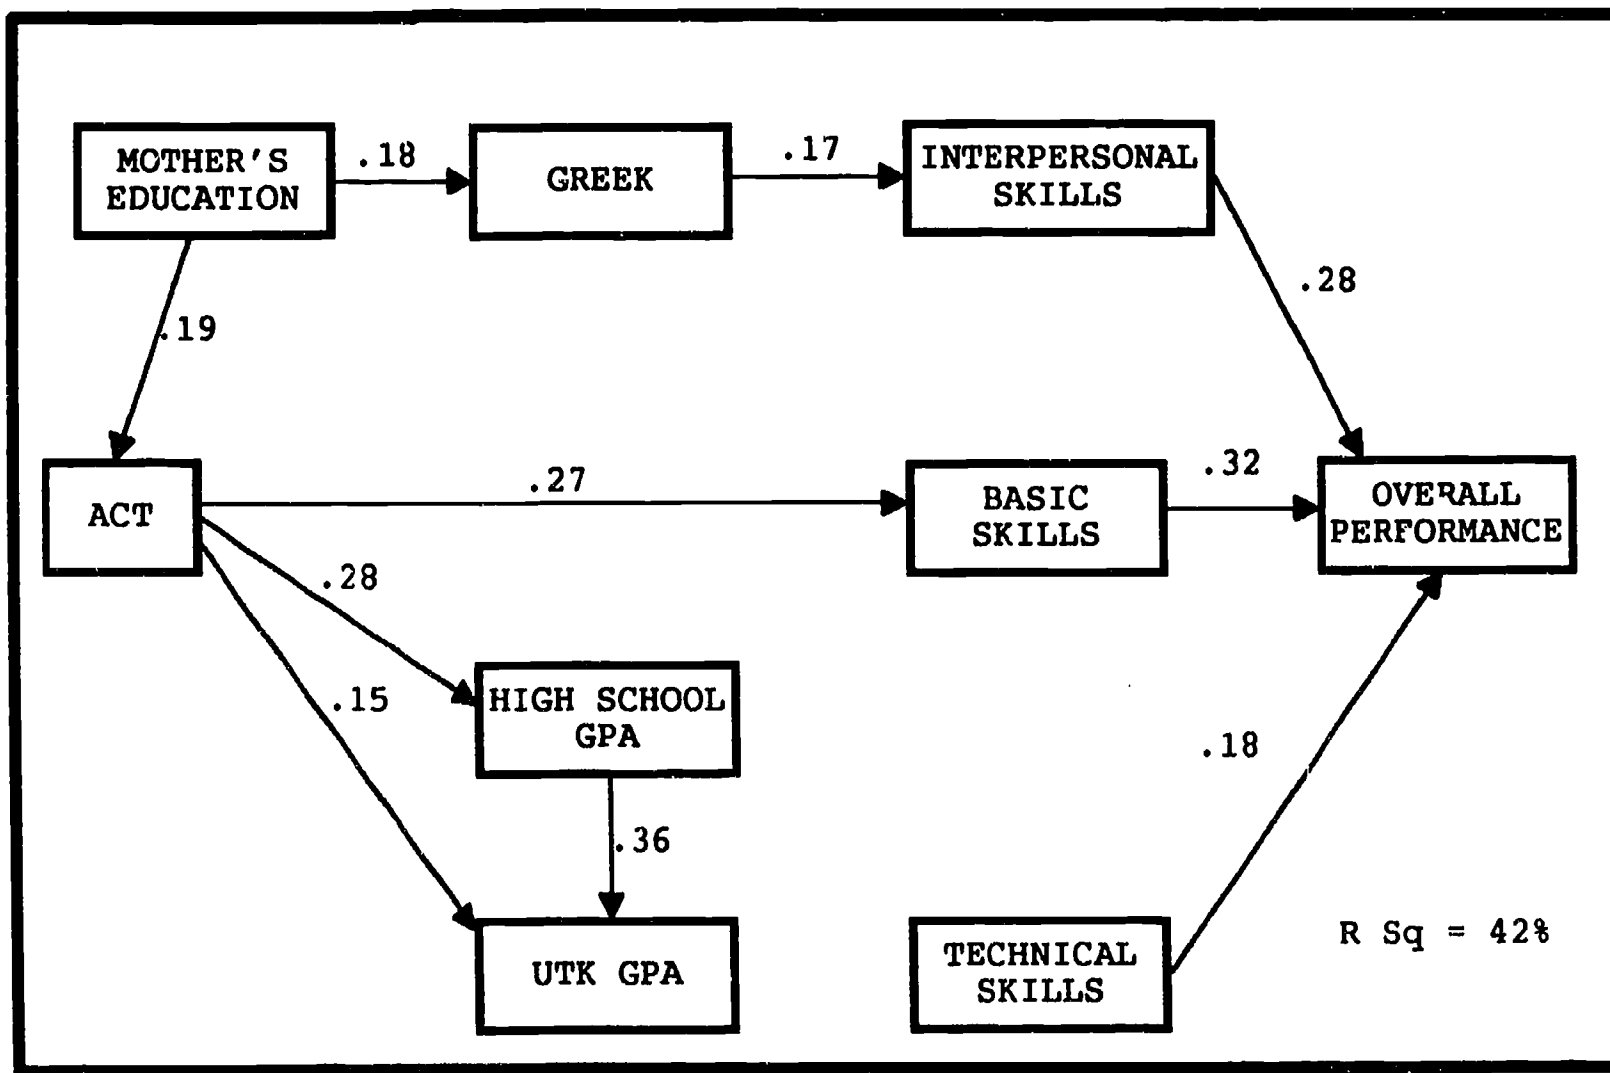 MOTHER'S
EDUCATION
.18
GREEK
.17
INTERPERSONAL
SKILLS
.28
.19
ACT
.27
BASIC
SKILLS
.32
OVERALL
PERFORMANCE
.28
HIGH SCHOOL
GPA
.15
.18
.36
UTK GPA
TECHNICAL
SKILLS
R Sq = 42%